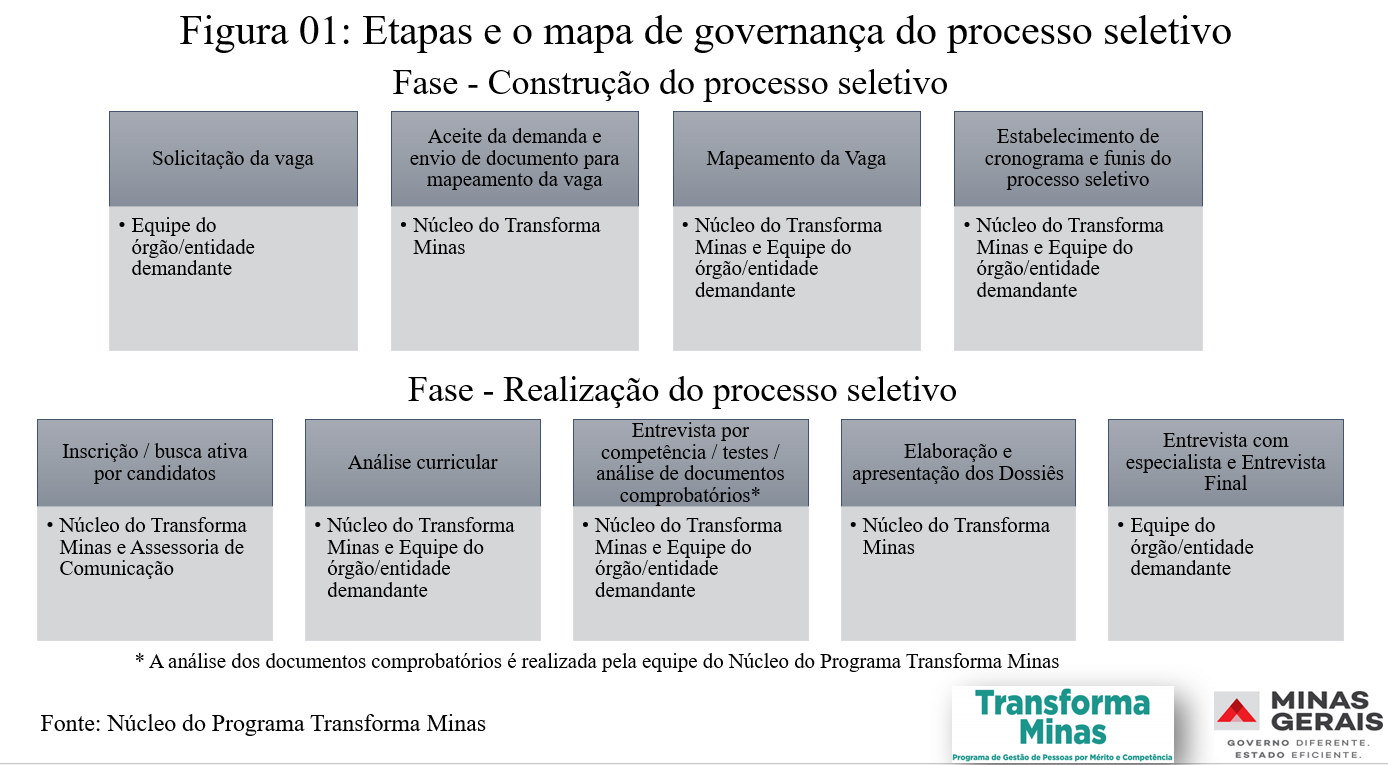 Figura 01: Etapas e o mapa de governança do processo seletivo
Fase - Construção do processo seletivo
Solicitação da vaga
• Equipe do
órgão/entidade
demandante
Aceite da demanda e
envio de documento para
mapeamento da vaga
• Núcleo do Transforma
Minas
Mapeamento da Vaga
• Núcleo do Transforma
Minas e Equipe do
órgão/entidade
demandante
Estabelecimento de
cronograma e funis do
processo seletivo
• Núcleo do Transforma
Minas e Equipe do
órgão/entidade
demandante
Fase - Realização do processo seletivo
Inscrição / busca ativa
por candidatos
• Núcleo do Transforma
Minas e Assessoria de
Comunicação
Análise curricular
• Núcleo do Transforma
Minas e Equipe do
órgão/entidade
demandante
Entrevista por
competência / testes /
análise de documentos
comprobatórios*
• Núcleo do Transforma
Minas e Equipe do
órgão/entidade
demandante
Elaboração e
apresentação dos Dossiês
• Núcleo do Transforma
Minas
Entrevista com
especialista e Entrevista
Final
• Equipe do
órgão/entidade
demandante
* A análise dos documentos comprobatórios é realizada pela equipe do Núcleo do Programa Transforma Minas
Fonte: Núcleo do Programa Transforma Minas
Transforma
Minas
Programa de Gestão de Pessoas por Mérito e Competência
MINAS
GERAIS
GOVERNO DIFERENTE.
ESTADO EFICIENTE.